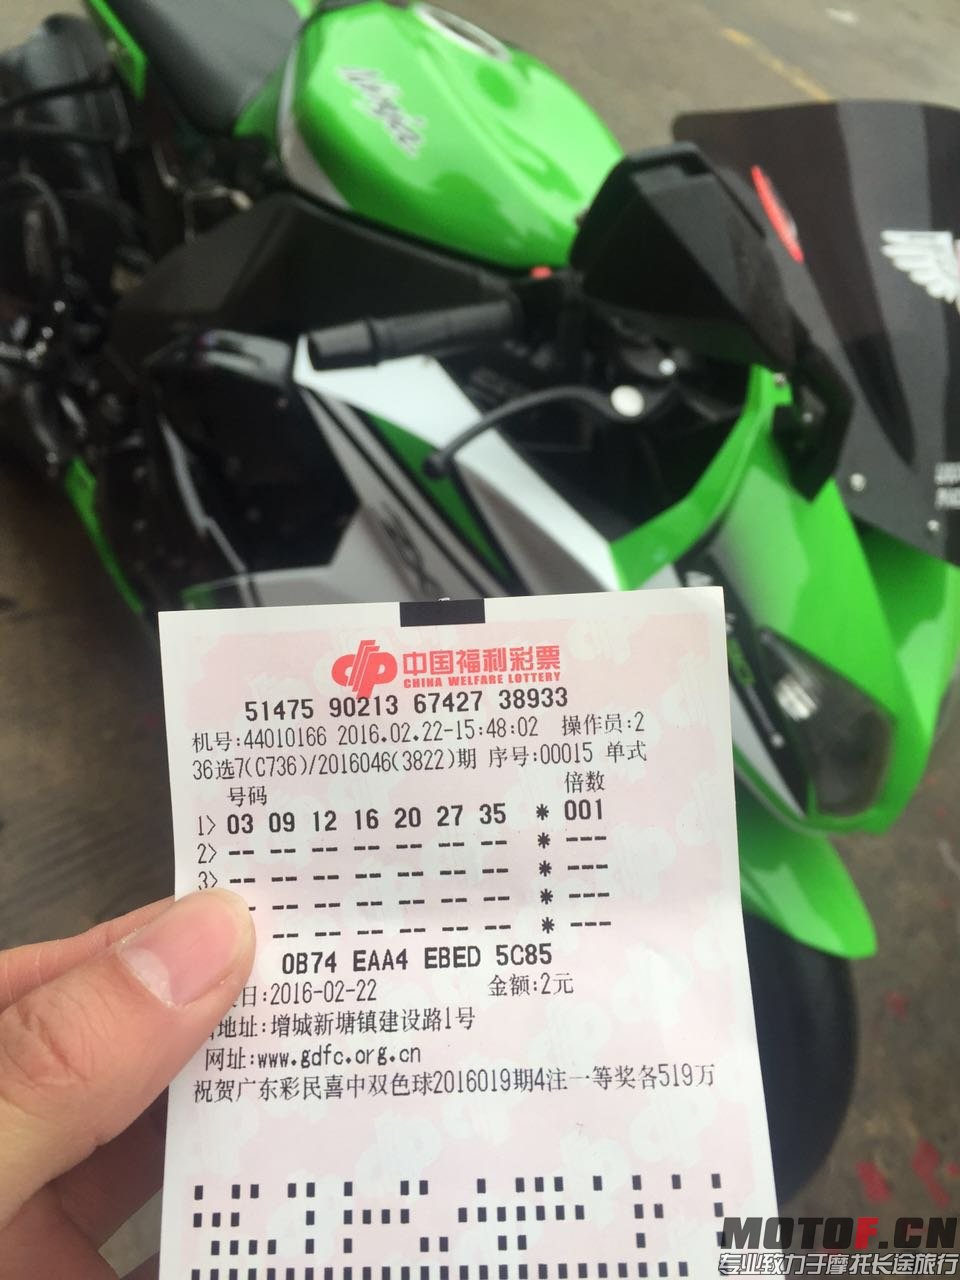 Ninja
中国福利彩票
CHINA WELFARE LOTTERY
51475 90213 67427 38933
机号:44010166 2016.02.22-15:48:02 操作员:2
36选7(C736)/2016046(3822)期 序号:00015 单式
号码 倍数
1> 03 09 12 16 20 27 35 * 001
2> -- -- -- -- -- -- -- * ---
3> -- -- -- -- -- -- -- * ---
-- -- -- -- -- -- -- * ---
-- -- -- -- -- -- * ---
0B74 EAA4 EBED 5C85
日:2016-02-22 金额:2元
地址:增城新塘镇建设路1号
网址:www.gdfc.org.cn
祝贺广东彩民喜中双色球2016019期4注一等奖各519万
MOTOF.CN
专业致力于摩托长途旅行